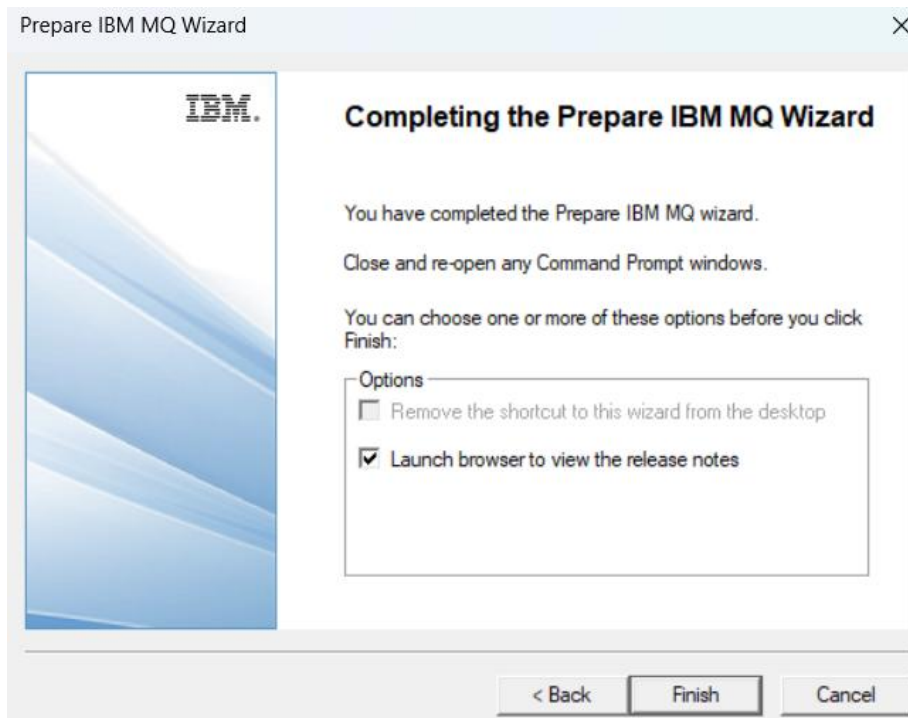 Prepare IBM MQ Wizard
IBM.
Completing the Prepare IBM MQ Wizard
You have completed the Prepare IBM MQ wizard.
Close and re-open any Command Prompt windows.
You can choose one or more of these options before you click
Finish:
Options
Remove the shortcut to this wizard from the desktop
Launch browser to view the release notes
< Back
Finish
Cancel